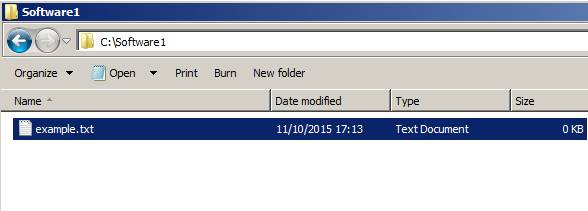 Software1
C:\Software1
Organize Open Print Burn New folder
Name Date modified Type Size
example.txt 11/10/2015 17:13 Text Document 0 KB